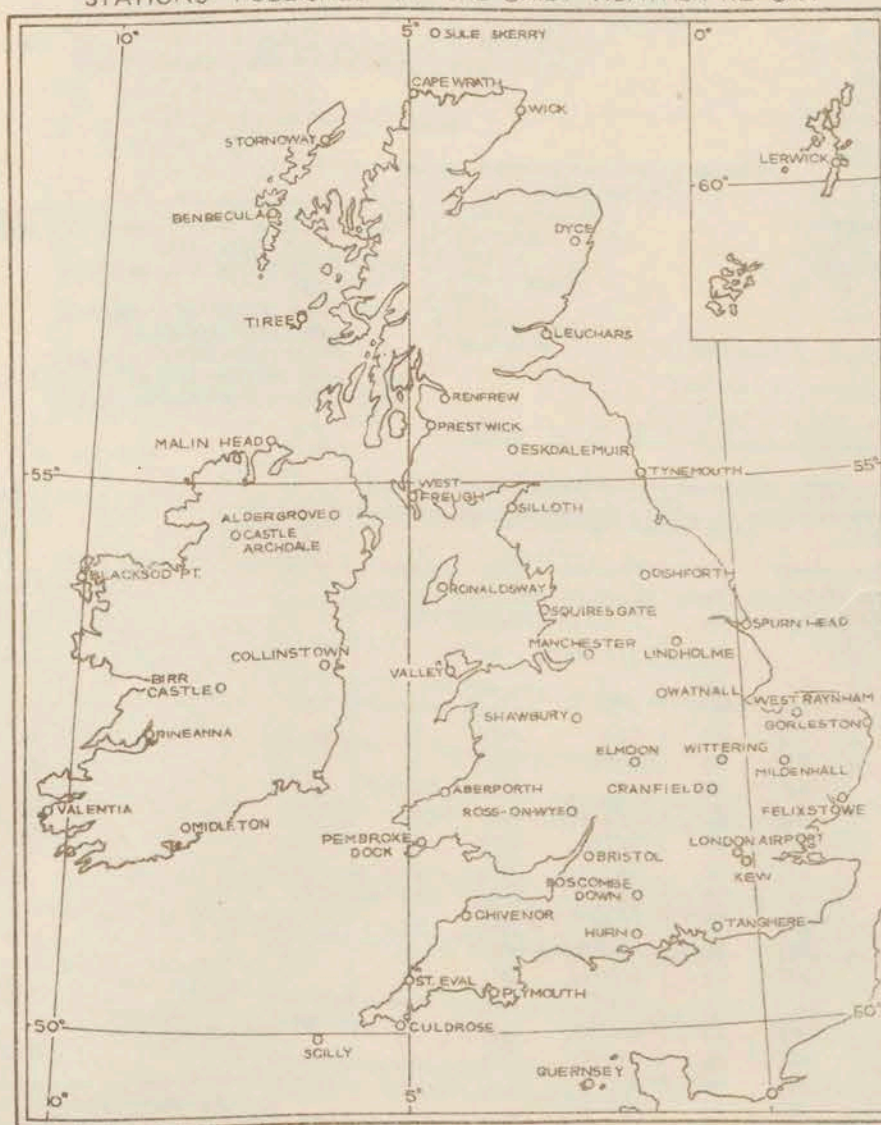 10°
5°
SULE SKERRY
0°
CAPE WRATH
WICK
STORNOWAY
LERWICK
60°
BENBECULA
DYCE
TIREE
LEUCHARS
RENFREW
PRESTWICK
MALIN HEAD
ESKDALEMUIR
TYNEMOUTH
55°
55°
WEST
FREUGH
SILLOTH
ALDERGROVE
CASTLE
ARCHDALE
BLACKSOD PT.
RONALDSWAY
DISHFORTH
SQUIRES GATE
SPURN HEAD
MANCHESTER
LINDHOLME
COLLINSTOWN
VALLEY
BIRR
CASTLE
WATNALL
WEST RAYNHAM
GORLESTON
SHAWBURY
RINEANNA
ELMDON
WITTERING
MILDENHALL
ABERPORTH
CRANFIELD
VALENTIA
ROSS-ON-WYE
FELIXSTOWE
MIDLETON
PEMBROKE
DOCK
LONDON AIRPORT
BRISTOL
KEW
BOSCOMBE
DOWN
CHIVENOR
HURN
TANGMERE
ST. EVAL
PLYMOUTH
50°
50°
CULDROSE
SCILLY
GUERNSEY
10°
5°
0°